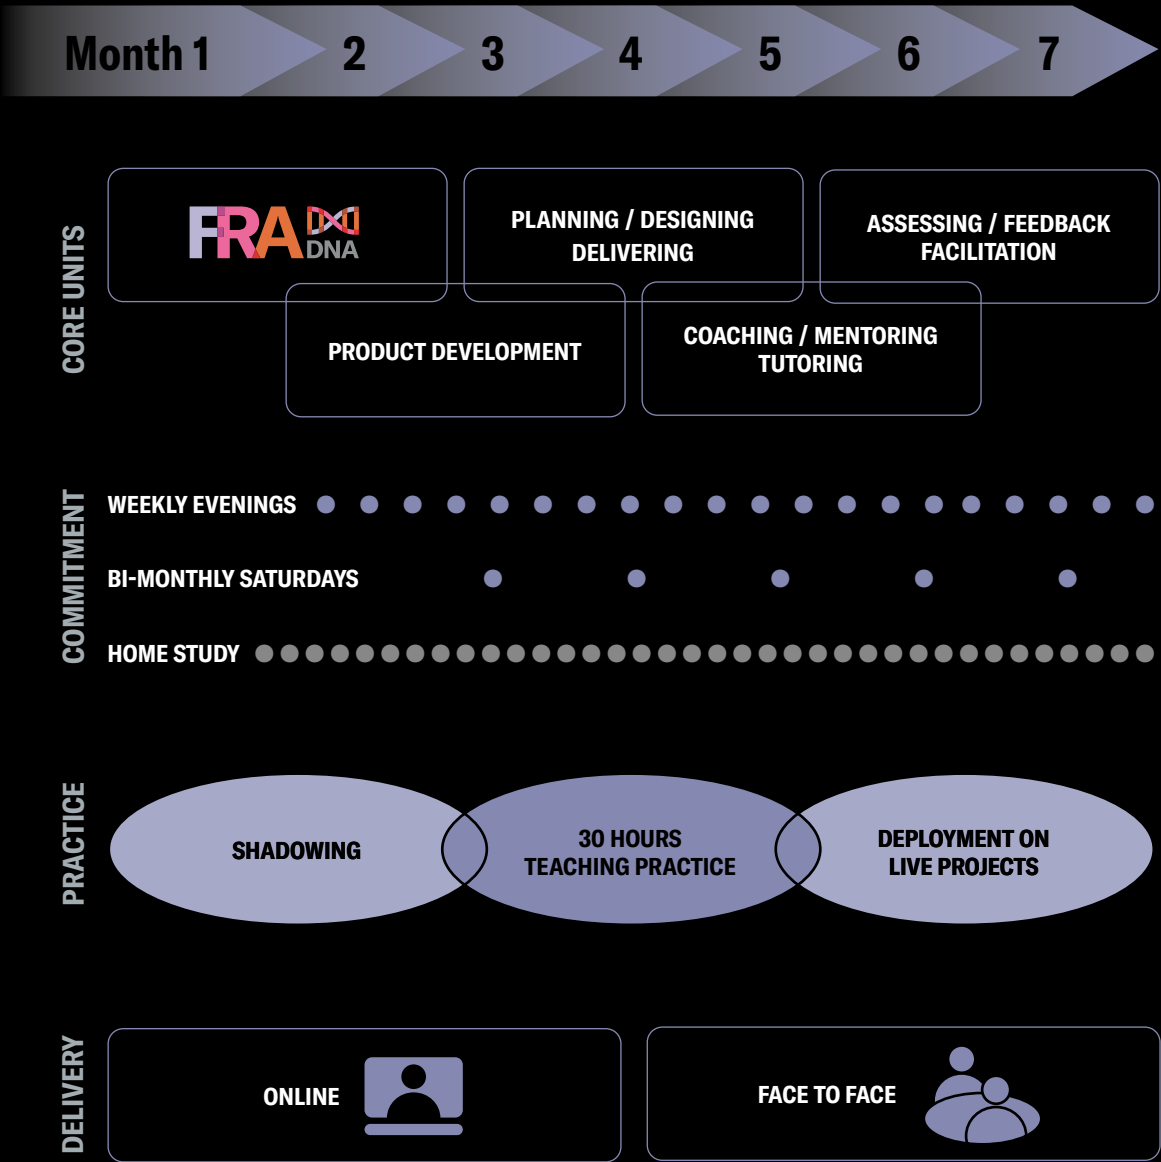 Month 1 2 3 4 5 6 7
CORE UNITS
FRA DNA
PLANNING / DESIGNING
DELIVERING
ASSESSING / FEEDBACK
FACILITATION
PRODUCT DEVELOPMENT
COACHING / MENTORING
TUTORING
COMMITMENT
WEEKLY EVENINGS
BI-MONTHLY SATURDAYS
HOME STUDY
PRACTICE
SHADOWING
30 HOURS
TEACHING PRACTICE
DEPLOYMENT ON
LIVE PROJECTS
DELIVERY
ONLINE
FACE TO FACE